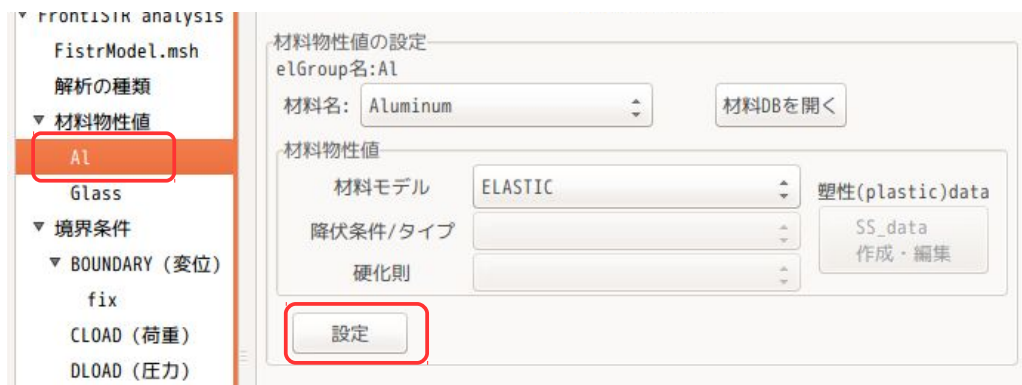 FrontISTR analysis
FistrModel.msh
解析の種類
材料物性値
Al
Glass
境界条件
BOUNDARY (変位)
fix
CLOAD (荷重)
DLOAD (圧力)
材料物性値の設定
elGroup名:Al
材料名: Aluminum 材料DBを開く
材料物性値
材料モデル ELASTIC 塑性(plastic)data
降伏条件/タイプ SS_data
作成・編集
硬化則
設定